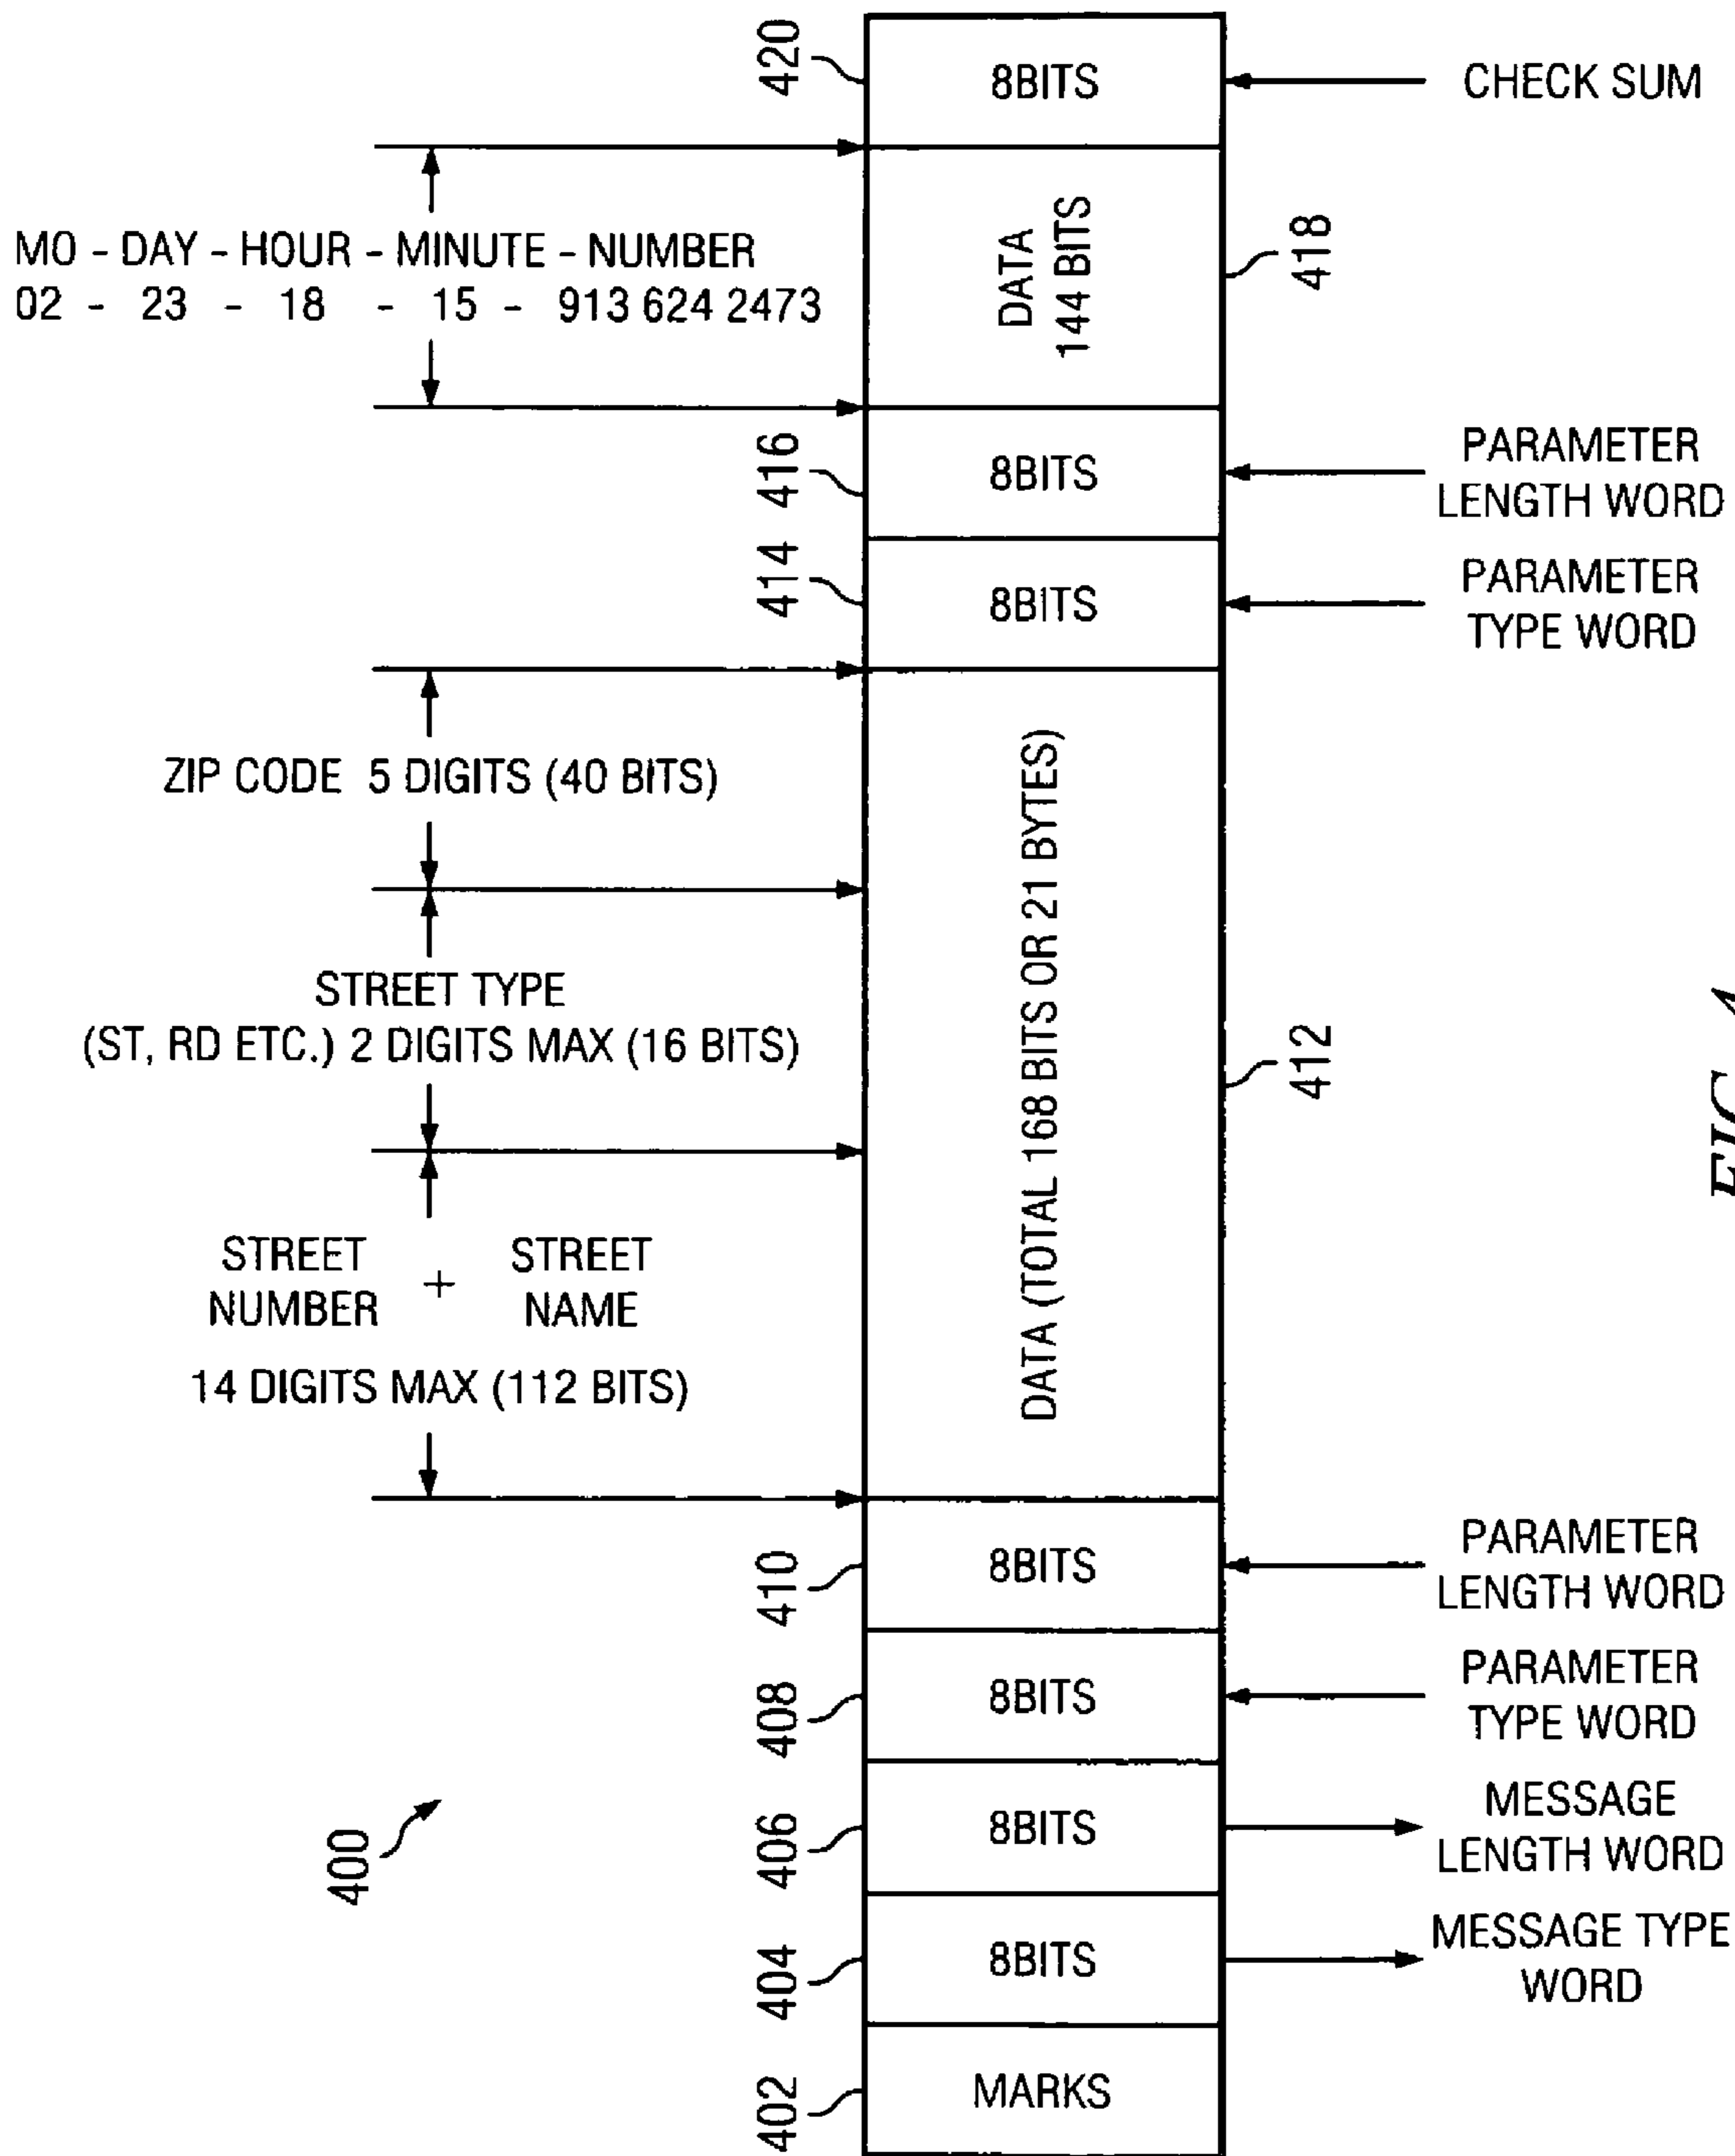 420
8BITS
CHECK SUM
MO - DAY - HOUR - MINUTE - NUMBER
02 - 23 - 18 - 15 - 913 624 2473
DATA
144 BITS
418
416
8BITS
PARAMETER
LENGTH WORD
414
8BITS
PARAMETER
TYPE WORD
ZIP CODE 5 DIGITS (40 BITS)
STREET TYPE
(ST, RD ETC.) 2 DIGITS MAX (16 BITS)
STREET
NUMBER
+
STREET
NAME
14 DIGITS MAX (112 BITS)
DATA (TOTAL 168 BITS OR 21 BYTES)
412
410
8BITS
PARAMETER
LENGTH WORD
408
8BITS
PARAMETER
TYPE WORD
400
406
8BITS
MESSAGE
LENGTH WORD
404
8BITS
MESSAGE TYPE
WORD
402
MARKS
FIG. 4